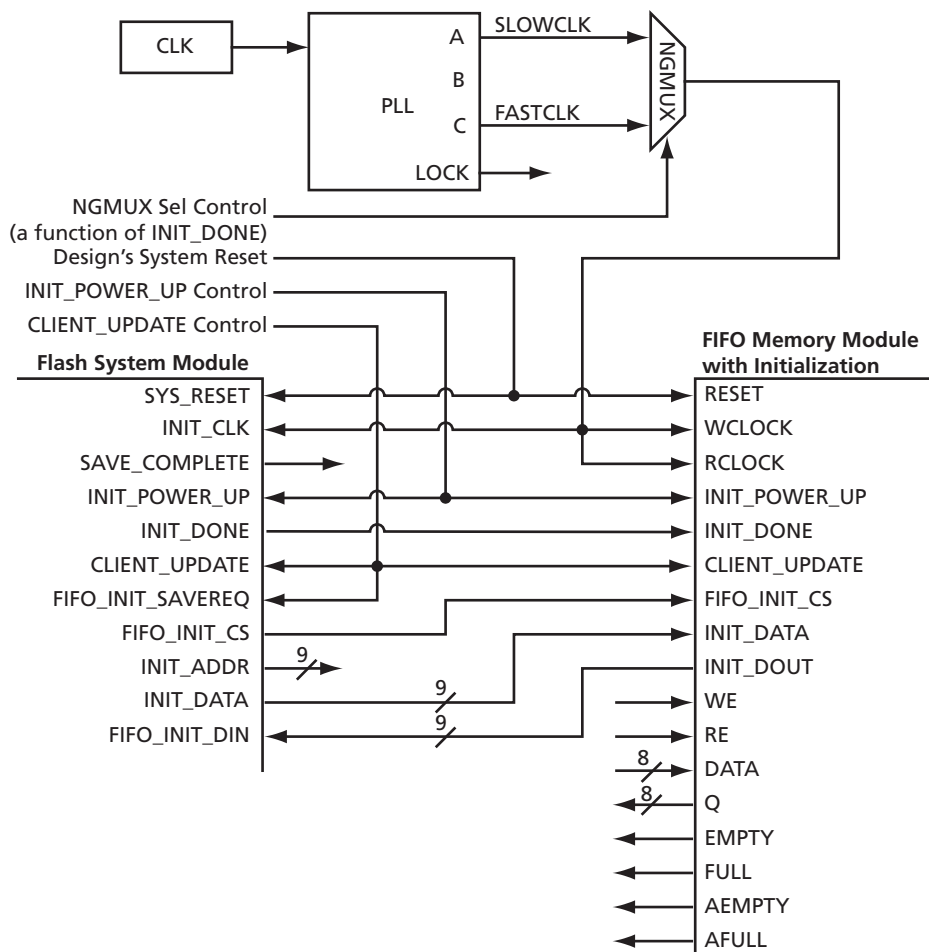 CLK
PLL
A
B
C
LOCK
SLOWCLK
FASTCLK
NGMUX
NGMUX Sel Control
(a function of INIT_DONE)
Design's System Reset
INIT_POWER_UP Control
CLIENT_UPDATE Control
Flash System Module
SYS_RESET
INIT_CLK
SAVE_COMPLETE
INIT_POWER_UP
INIT_DONE
CLIENT_UPDATE
FIFO_INIT_SAVEREQ
FIFO_INIT_CS
INIT_ADDR
9
INIT_DATA
9
FIFO_INIT_DIN
9
FIFO Memory Module
with Initialization
RESET
WCLOCK
RCLOCK
INIT_POWER_UP
INIT_DONE
CLIENT_UPDATE
FIFO_INIT_CS
INIT_DATA
INIT_DOUT
WE
RE
8
DATA
8
Q
EMPTY
FULL
AEMPTY
AFULL